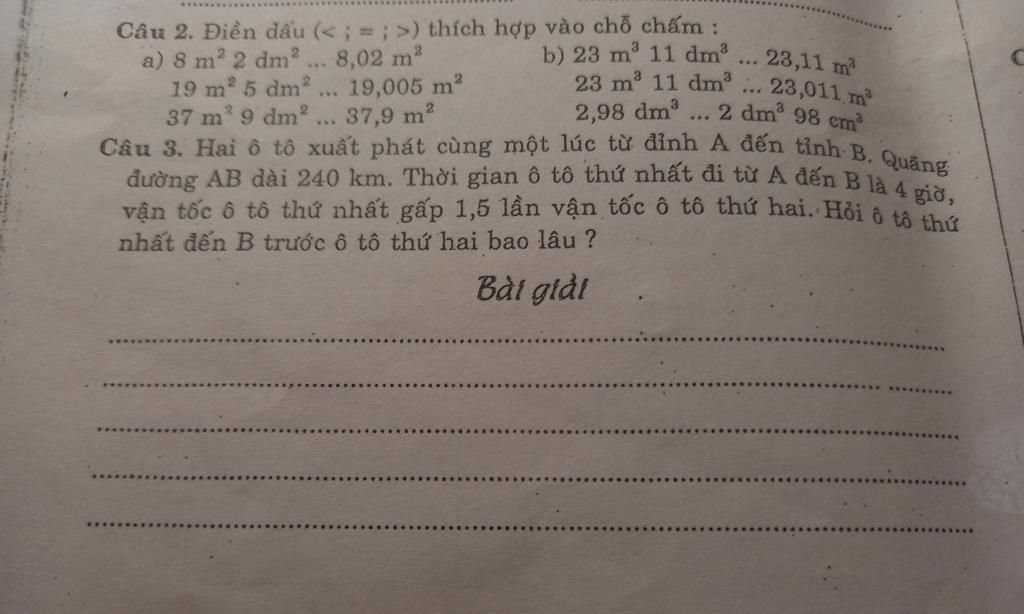 Câu 2. Điền dấu (< ; = ; >) thích hợp vào chỗ chấm :
a) 8 m² 2 dm² ... 8,02 m² b) 23 m³ 11 dm³ ... 23,11 m³
19 m² 5 dm² ... 19,005 m² 23 m³ 11 dm³ ... 23,011 m³
37 m² 9 dm² ... 37,9 m² 2,98 dm³ ... 2 dm³ 98 cm³
Câu 3. Hai ô tô xuất phát cùng một lúc từ đỉnh A đến tỉnh B. Quãng
đường AB dài 240 km. Thời gian ô tô thứ nhất đi từ A đến B là 4 giờ,
vận tốc ô tô thứ nhất gấp 1,5 lần vận tốc ô tô thứ hai. Hỏi ô tô thứ
nhất đến B trước ô tô thứ hai bao lâu ?
Bài giải